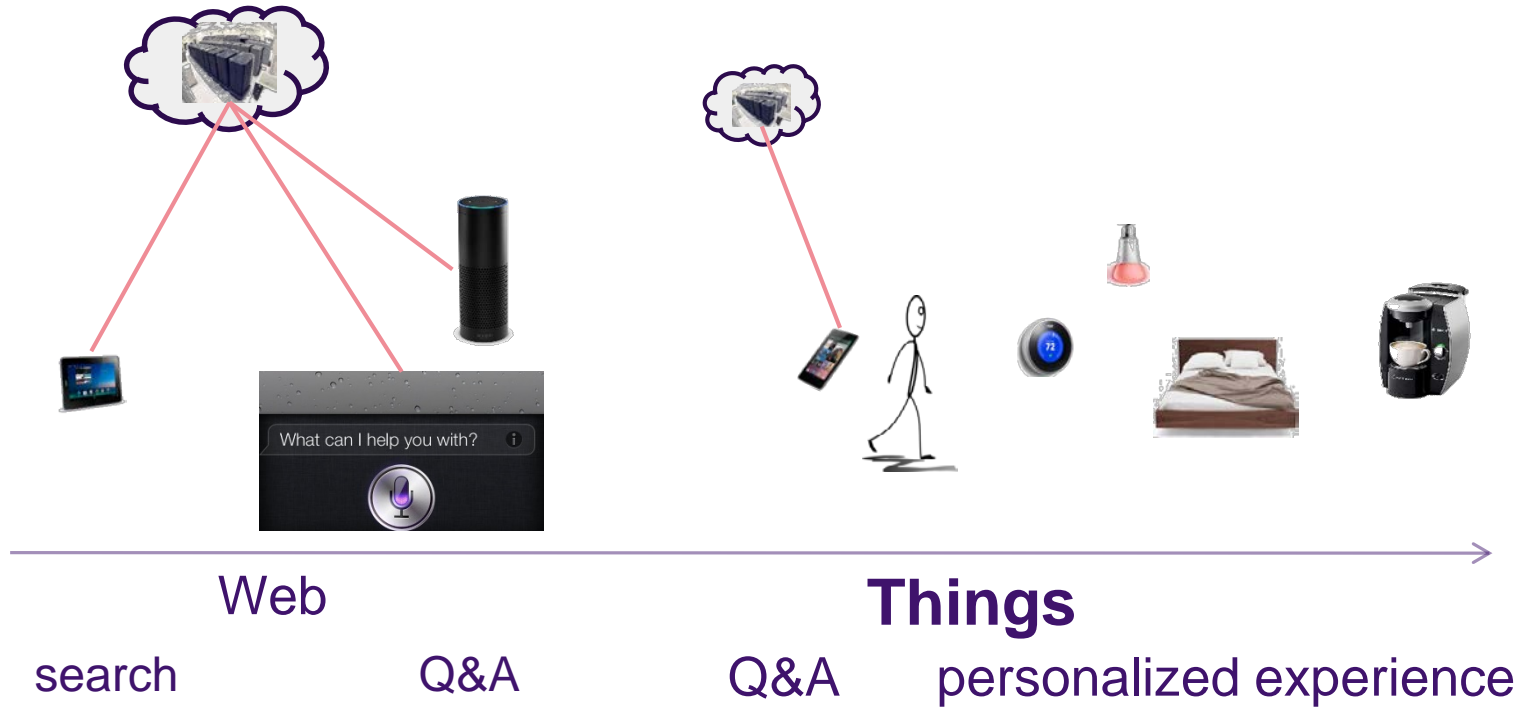 72
What can I help you with?
Web
Things
search
Q&A
Q&A
personalized experience